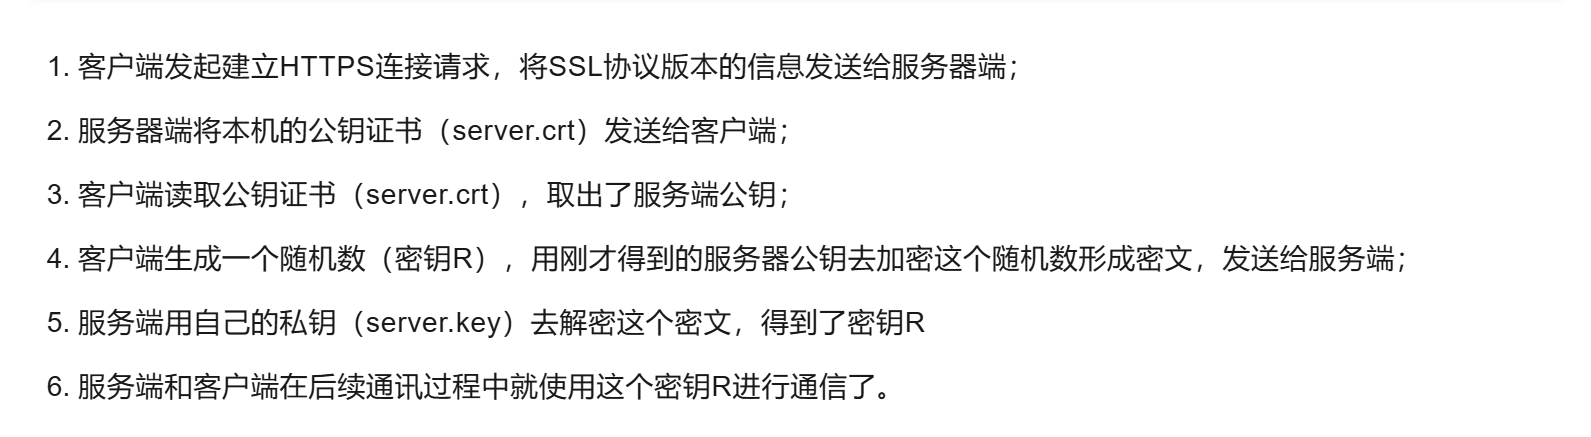 1. 客户端发起建立HTTPS连接请求，将SSL协议版本的信息发送给服务器端；
2. 服务器端将本机的公钥证书（server.crt）发送给客户端；
3. 客户端读取公钥证书（server.crt），取出了服务端公钥；
4. 客户端生成一个随机数（密钥R），用刚才得到的服务器公钥去加密这个随机数形成密文，发送给服务端；
5. 服务端用自己的私钥（server.key）去解密这个密文，得到了密钥R
6. 服务端和客户端在后续通讯过程中就使用这个密钥R进行通信了。